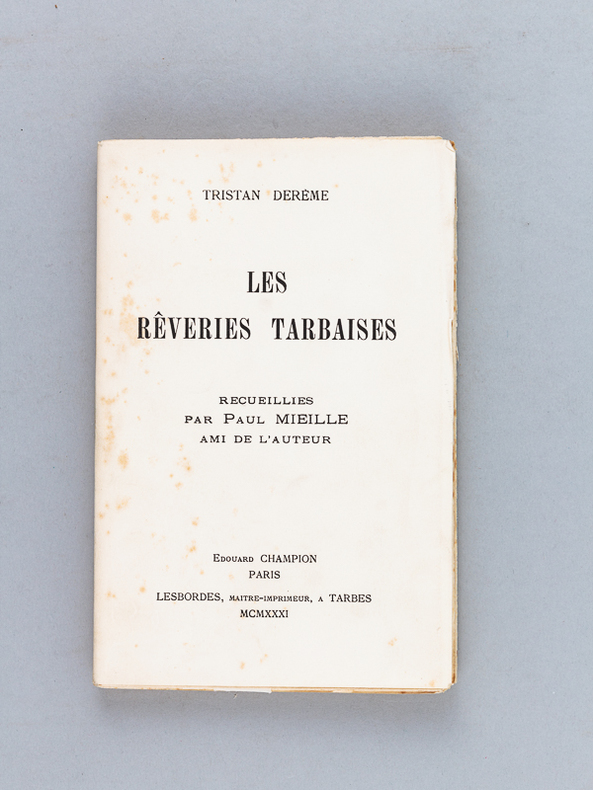 TRISTAN DERÈME
LES
RÊVERIES TARBAISES
RECUEILLIES
PAR PAUL MIEILLE
AMI DE L'AUTEUR
EDOUARD CHAMPION
PARIS
LESBORDES, MAITRE-IMPRIMEUR, A TARBES
MCMXXXI